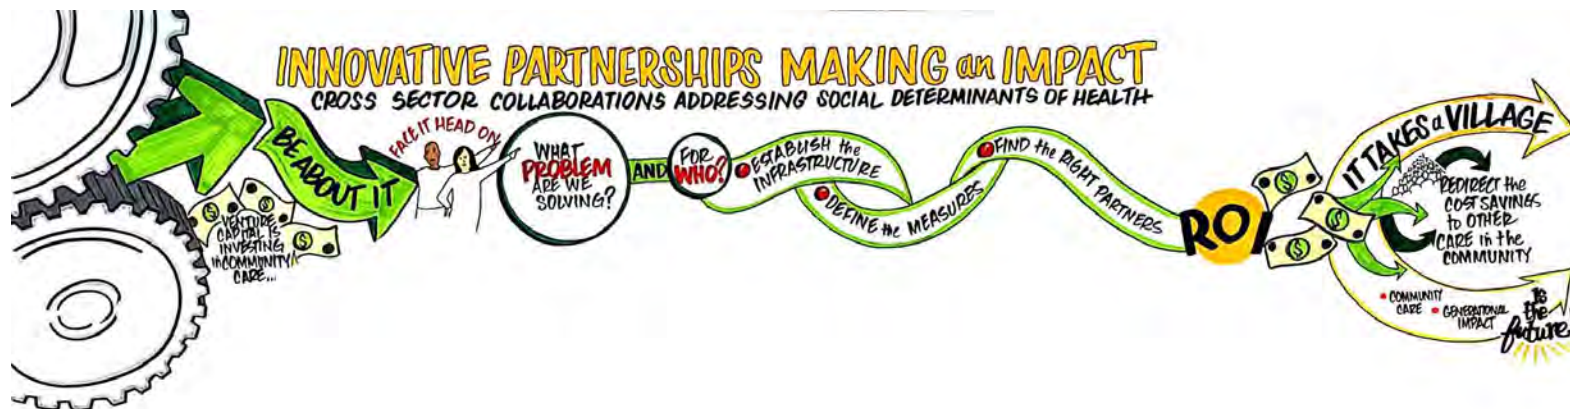 INNOVATIVE PARTNERSHIPS MAKING an IMPACT
CROSS SECTOR COLLABORATIONS ADDRESSING SOCIAL DETERMINANTS OF HEALTH
BE ABOUT IT
VENTURE
CAPITAL IS
INVESTING
in COMMUNITY
CARE...
FACE IT HEAD ON
WHAT
PROBLEM
ARE WE
SOLVING?
AND
FOR
WHO?
ESTABLISH the
INFRASTRUCTURE
DEFINE the MEASURES
FIND the RIGHT PARTNERS
ROI
IT TAKES a VILLAGE
REDIRECT the
COST SAVINGS
to OTHER
CARE in the
COMMUNITY
COMMUNITY
CARE
GENERATIONAL
IMPACT
is
the
future